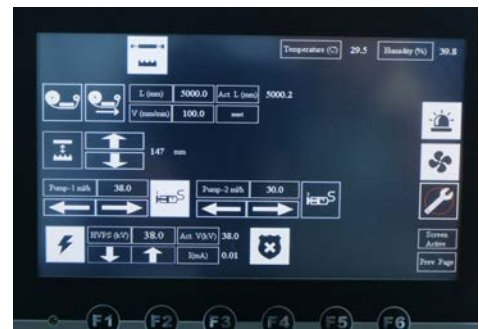 Temperature (C) 29.5 Humidity (%) 39.8
L (mm) 5000.0 Act. L (mm) 5000.2
V (mm/min) 100.0 reset
147 mm
Pump-1 ml/h 38.0 Pump-2 ml/h 30.0
HVPS (kV) 38.0 Act. V(kV) 38.0
I(mA) 0.01
Screen
Active
Prev. Page
F1 F2 F3 F4 F5 F6